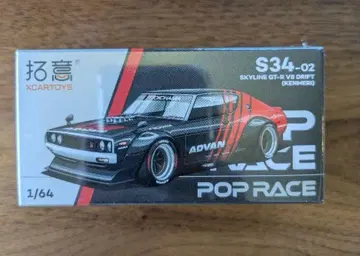 拓意
XCARTOYS
S34-02
SKYLINE GT-R V8 DRIFT
(KENMERI)
ADVAN
POP
RACE
POP RACE
1/64